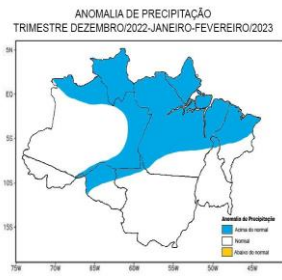 ANOMALIA DE PRECIPITAÇÃO
TRIMESTRE DEZEMBRO/2022-JANEIRO-FEVEREIRO/2023
5N
EQ
5S
10S
15S
Anomalia de Precipitação
Acima do normal
Normal
Abaixo do normal
75W 70W 65W 60W 55W 50W 45W